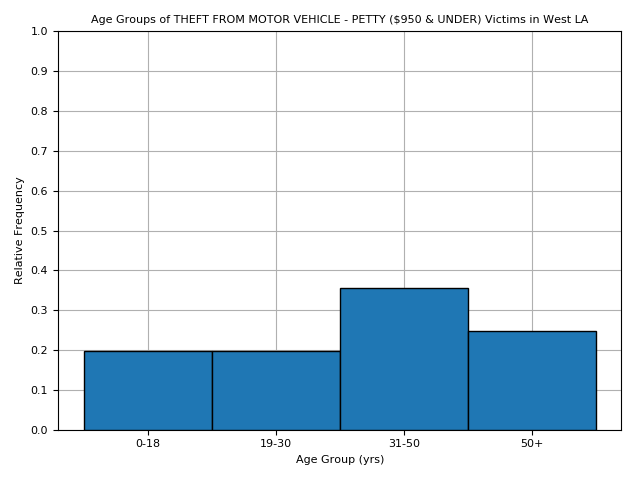 Age Groups of THEFT FROM MOTOR VEHICLE - PETTY ($950 & UNDER) Victims in West LA
1.0
0.9
0.8
0.7
0.6
0.5
0.4
0.3
0.2
0.1
0.0
Relative Frequency
0-18 19-30 31-50 50+
Age Group (yrs)